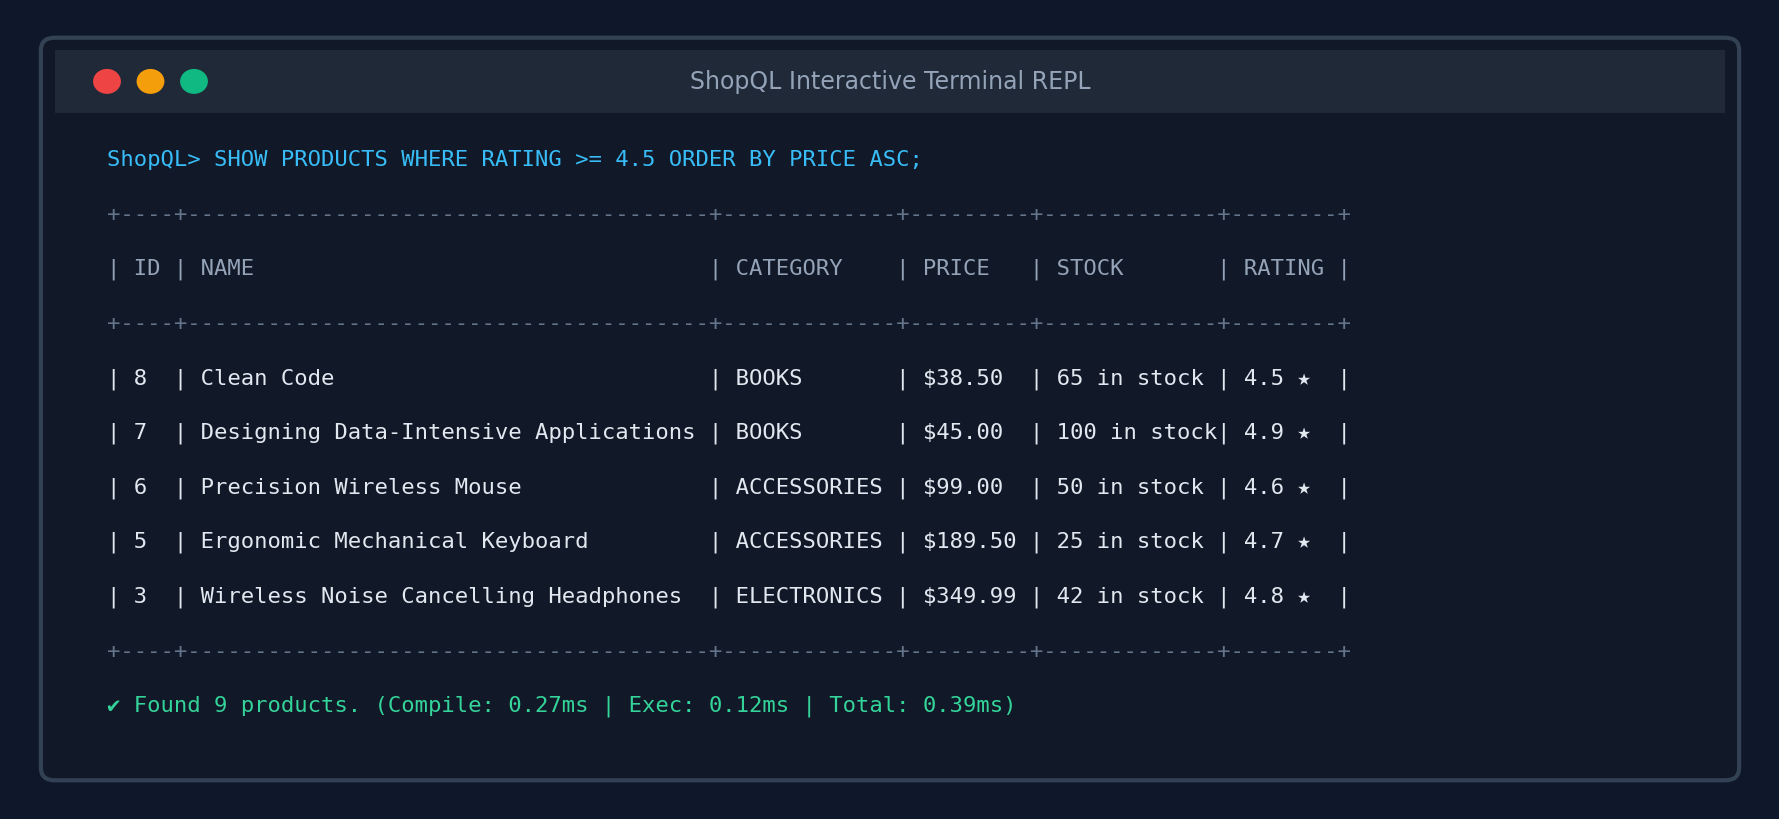 ShopQL Interactive Terminal REPL
ShopQL> SHOW PRODUCTS WHERE RATING >= 4.5 ORDER BY PRICE ASC;
+----+---------------------------------------+-------------+---------+-------------+--------+
| ID | NAME                                  | CATEGORY    | PRICE   | STOCK       | RATING |
+----+---------------------------------------+-------------+---------+-------------+--------+
| 8  | Clean Code                            | BOOKS       | $38.50  | 65 in stock | 4.5 ★  |
| 7  | Designing Data-Intensive Applications | BOOKS       | $45.00  | 100 in stock| 4.9 ★  |
| 6  | Precision Wireless Mouse              | ACCESSORIES | $99.00  | 50 in stock | 4.6 ★  |
| 5  | Ergonomic Mechanical Keyboard         | ACCESSORIES | $189.50 | 25 in stock | 4.7 ★  |
| 3  | Wireless Noise Cancelling Headphones  | ELECTRONICS | $349.99 | 42 in stock | 4.8 ★  |
+----+---------------------------------------+-------------+---------+-------------+--------+
✔ Found 9 products. (Compile: 0.27ms | Exec: 0.12ms | Total: 0.39ms)